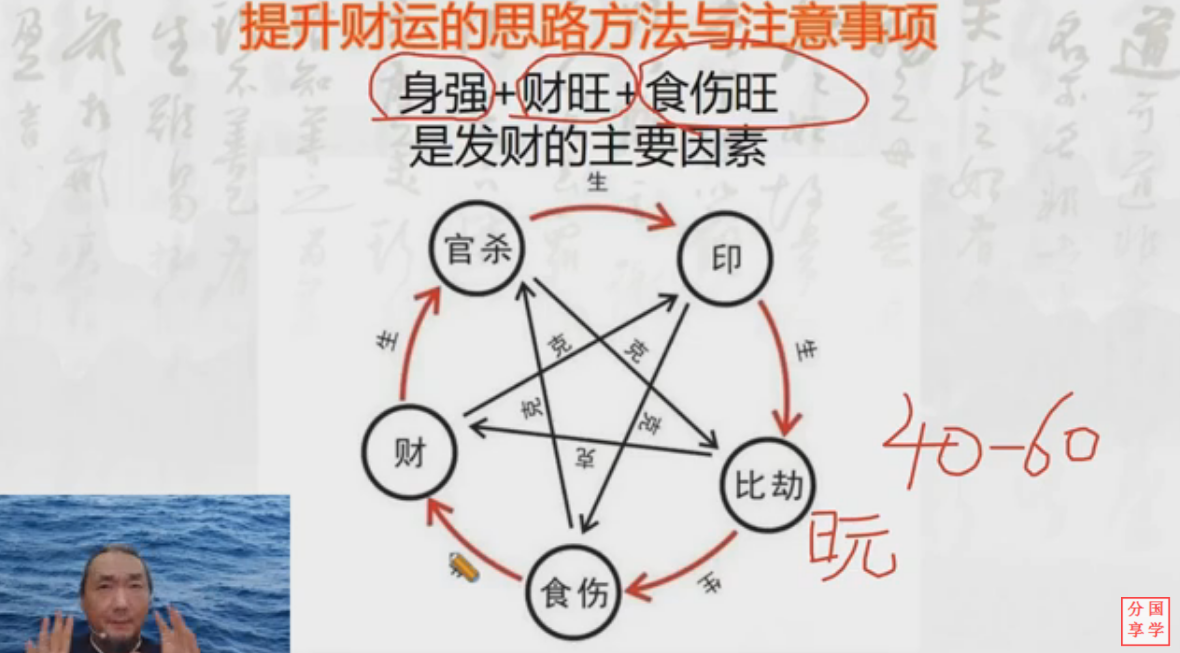 提升财运的思路方法与注意事项
身强+财旺+食伤旺
是发财的主要因素
生
官杀
印
生
克
克
生
克
克
克
财
比劫
40-60
日元
生
食伤
国学
分享